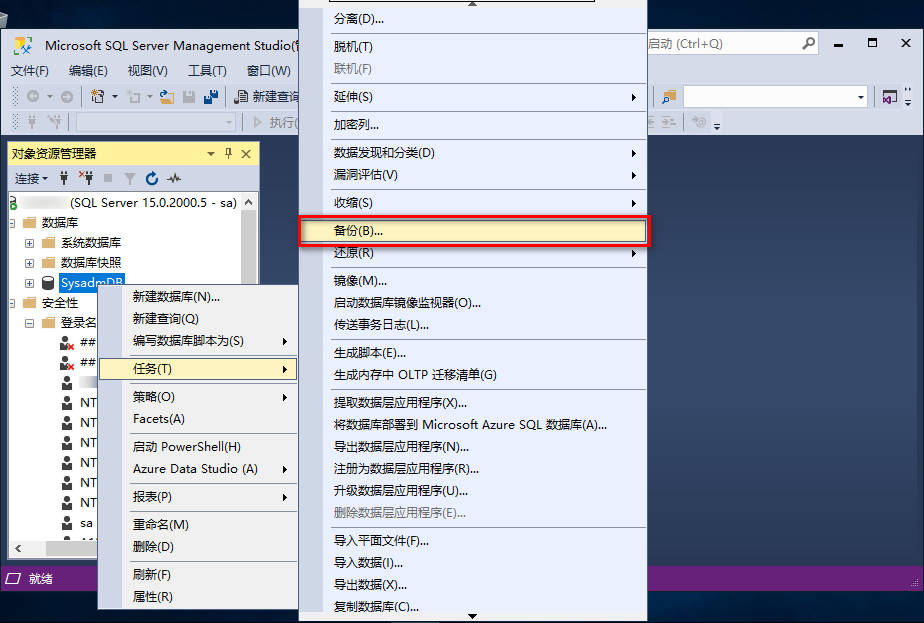 Microsoft SQL Server Management Studio(
启动 (Ctrl+Q)
文件(F) 编辑(E) 视图(V) 工具(T) 窗口(W)
新建查询
执行(
对象资源管理器
连接
(SQL Server 15.0.2000.5 - sa)
数据库
系统数据库
数据库快照
SysadmDB
安全性
登录名
##
##
NT
NT
NT
NT
NT
NT
sa
就绪
新建数据库(N)...
新建查询(Q)
编写数据库脚本为(S)
任务(T)
策略(O)
Facets(A)
启动 PowerShell(H)
Azure Data Studio (A)
报表(P)
重命名(M)
删除(D)
刷新(F)
属性(R)
分离(D)...
脱机(T)
联机(F)
延伸(S)
加密列...
数据发现和分类(D)
漏洞评估(V)
收缩(S)
备份(B)...
还原(R)
镜像(M)...
启动数据库镜像监视器(O)...
传送事务日志(L)...
生成脚本(E)...
生成内存中 OLTP 迁移清单(G)
提取数据层应用程序(X)...
将数据库部署到 Microsoft Azure SQL 数据库(A)...
导出数据层应用程序(N)...
注册为数据层应用程序(R)...
升级数据层应用程序(U)...
删除数据层应用程序(E)...
导入平面文件(F)...
导入数据(I)...
导出数据(X)...
复制数据库(C)...